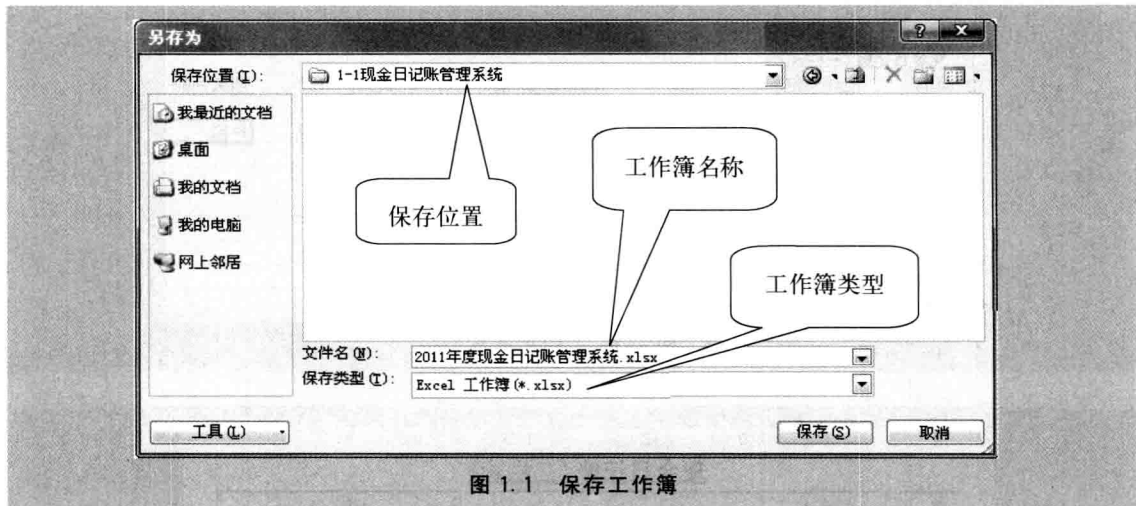 另存为
保存位置(I):
1-1现金日记账管理系统
我最近的文档
桌面
我的文档
我的电脑
网上邻居
保存位置
工作簿名称
工作簿类型
文件名(N):
2011年度现金日记账管理系统.xlsx
保存类型(T):
Excel 工作簿(*.xlsx)
工具(L)
保存(S)
取消
图 1.1 保存工作簿